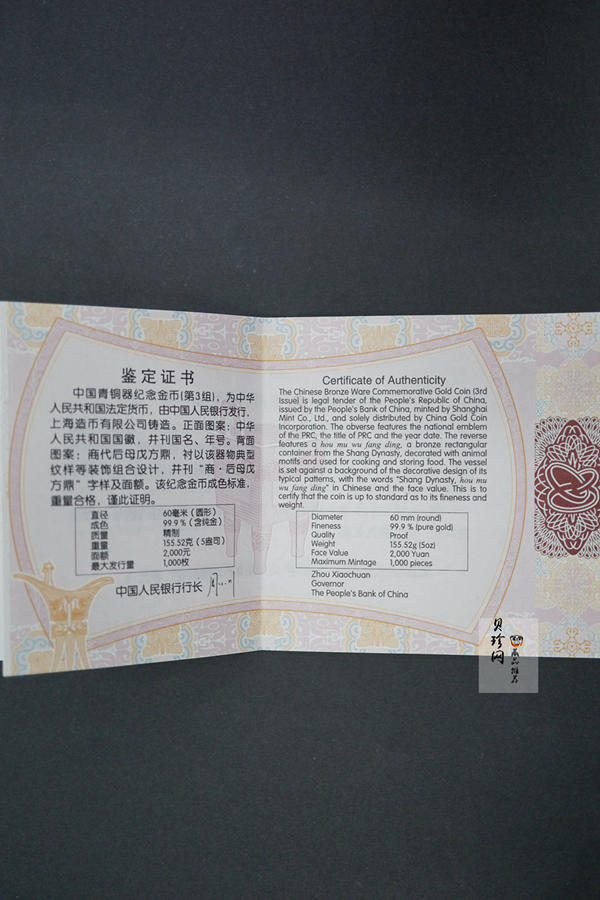 鉴定证书
中国青铜器纪念金币(第3组)，为中华
人民共和国法定货币，由中国人民银行发行，
上海造币有限公司铸造。正面图案：中华
人民共和国国徽，并刊国名、年号。背面
图案：商代后母戊方鼎，衬以该器物典型
纹样等装饰组合设计，并刊“商·后母戊
方鼎”字样及面额。该纪念金币成色标准，
重量合格，谨此证明。
直径 60毫米（圆形）
成色 99.9%（含纯金）
质量 精制
重量 155.52克（5盎司）
面额 2,000元
最大发行量 1,000枚
中国人民银行行长
Certificate of Authenticity
The Chinese Bronze Ware Commemorative Gold Coin (3rd
Issue) is legal tender of the People's Republic of China,
issued by the People's Bank of China, minted by Shanghai
Mint Co., Ltd., and solely distributed by China Gold Coin
Incorporation. The obverse features the national emblem
of the PRC, the title of PRC and the year date. The reverse
features a hou mu wu fang ding, a bronze rectangular
container from the Shang Dynasty, decorated with animal
motifs and used for cooking and storing food. The vessel
is set against a background of the decorative design of its
typical patterns, with the words "Shang Dynasty, hou mu
wu fang ding" in Chinese and the face value. This is to
certify that the coin is up to standard as to its fineness and
weight.
Diameter 60 mm (round)
Fineness 99.9 % (pure gold)
Quality Proof
Weight 155.52g (5oz)
Face Value 2,000 Yuan
Maximum Mintage 1,000 pieces
Zhou Xiaochuan
Governor
The People's Bank of China
贝珍网
尚品推荐